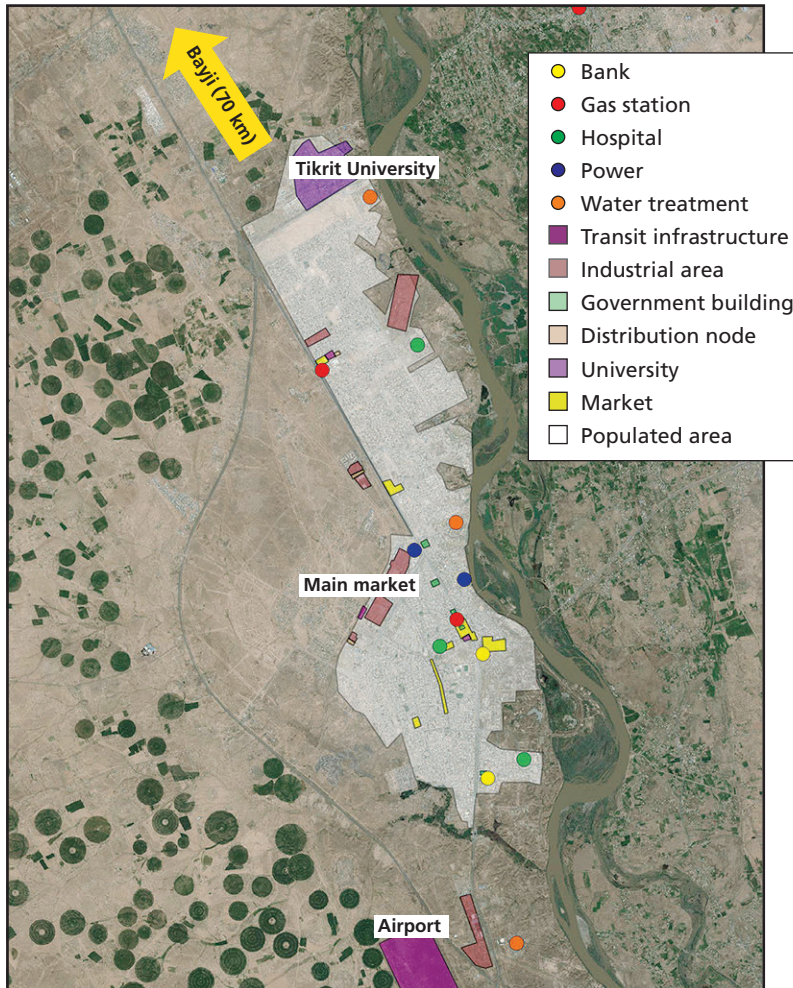 Bayji (70 km)
Tikrit University
Bank
Gas station
Hospital
Power
Water treatment
Transit infrastructure
Industrial area
Government building
Distribution node
University
Market
Populated area
Main market
Airport